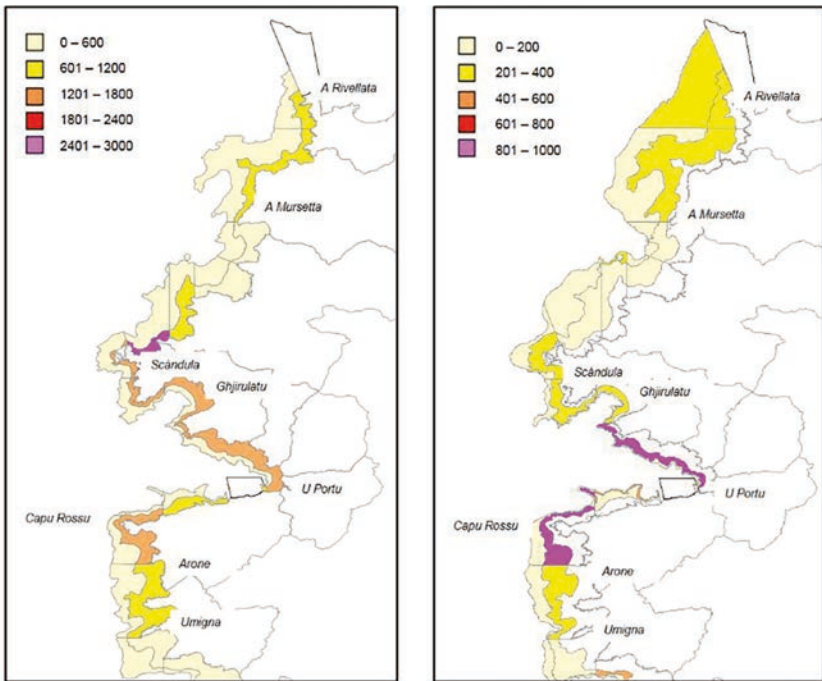 0 – 600
601 – 1200
1201 – 1800
1801 – 2400
2401 – 3000
A Rivellata
A Mursetta
Scàndula
Ghjirulatu
U Portu
Capu Rossu
Arone
Umigna
0 – 200
201 – 400
401 – 600
601 – 800
801 – 1000
A Rivellata
A Mursetta
Scàndula
Ghjirulatu
U Portu
Capu Rossu
Arone
Umigna